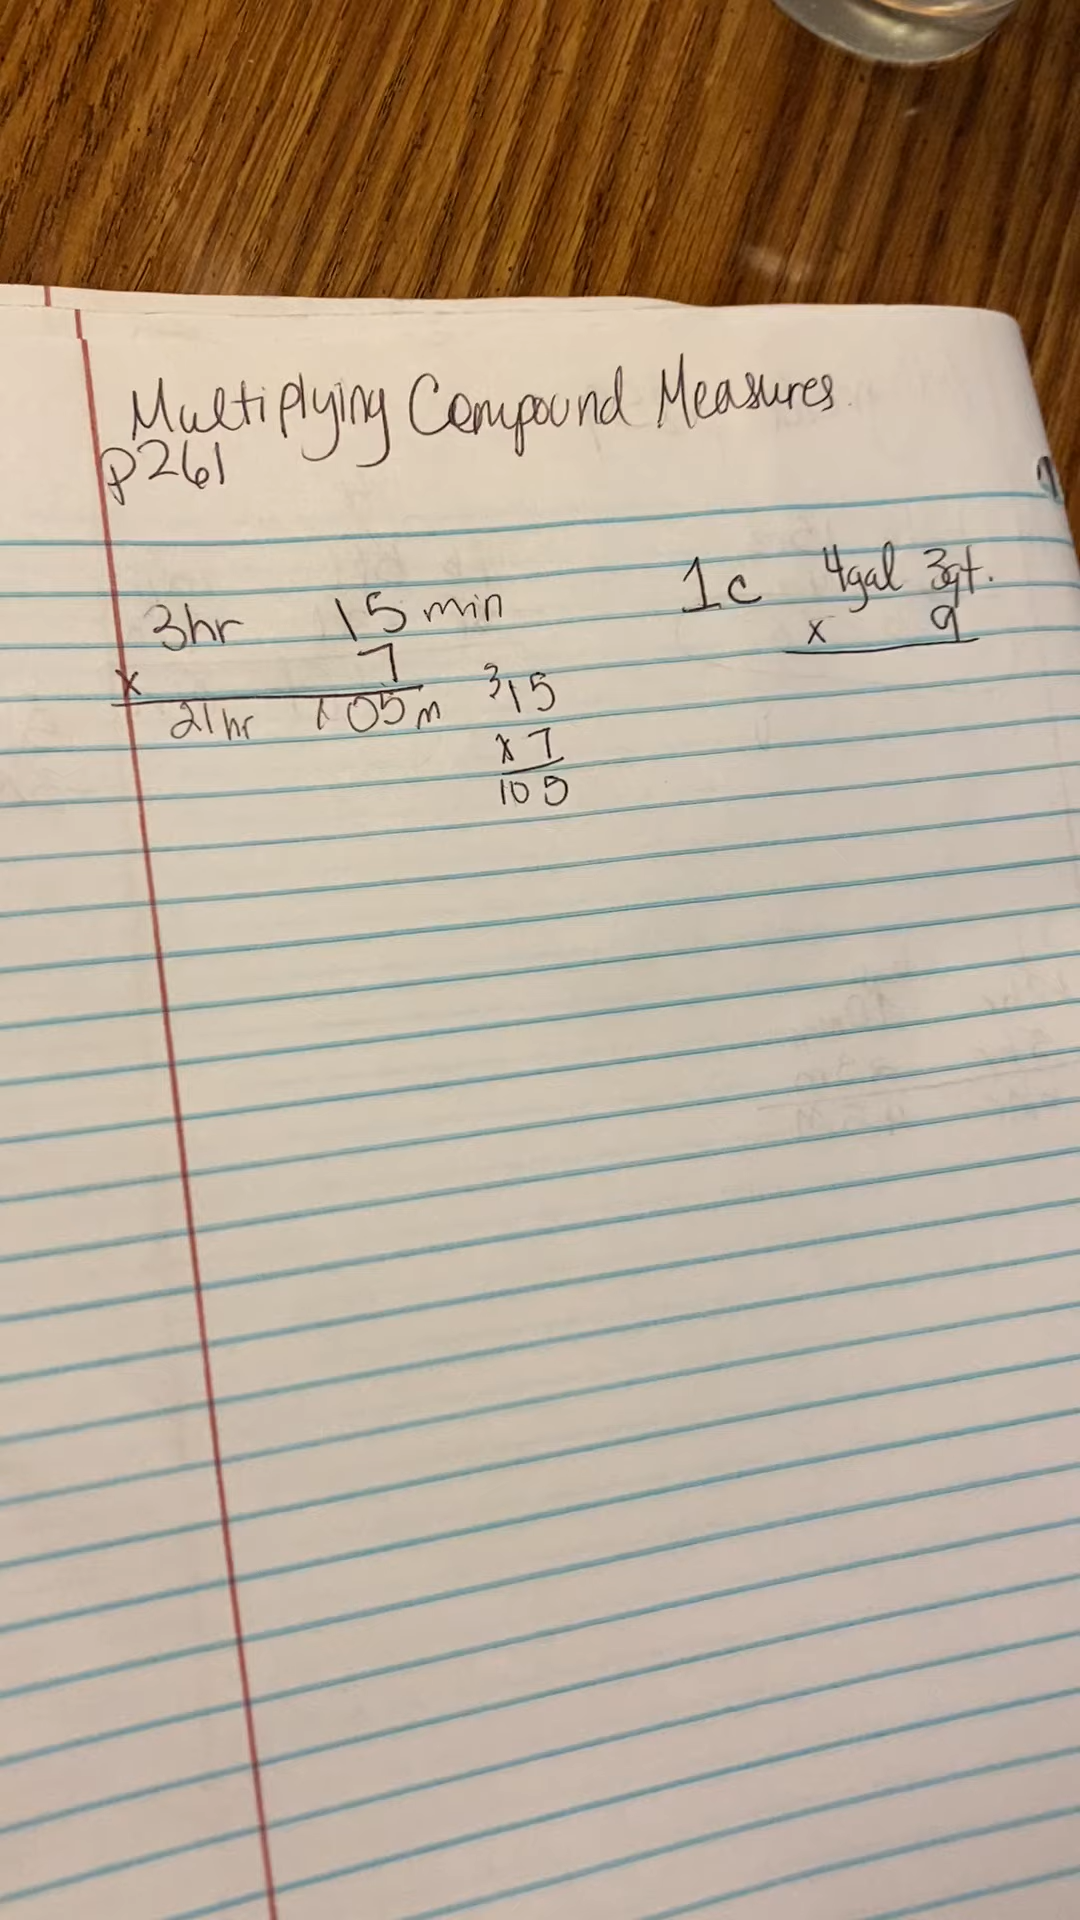 Multiplying Compound Measures
p261
3hr 15 min
x 7
21hr 105m
3
15
x 7
105
1c 4gal 3qt.
x 9